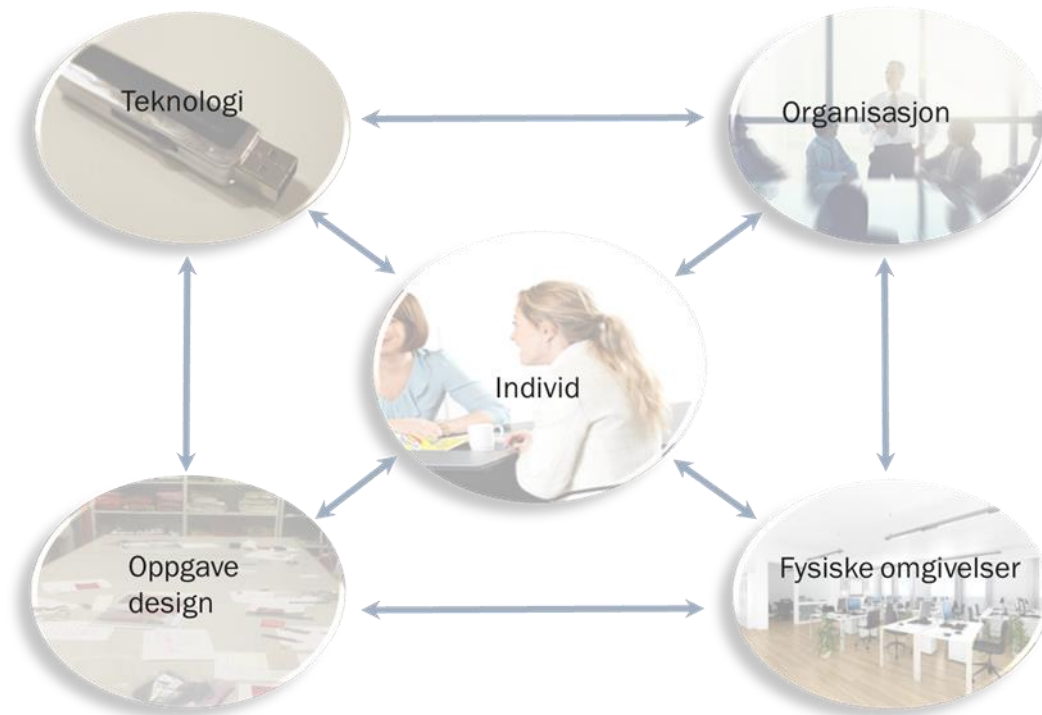 Teknologi
Organisasjon
Individ
Oppgave
design
Fysiske omgivelser